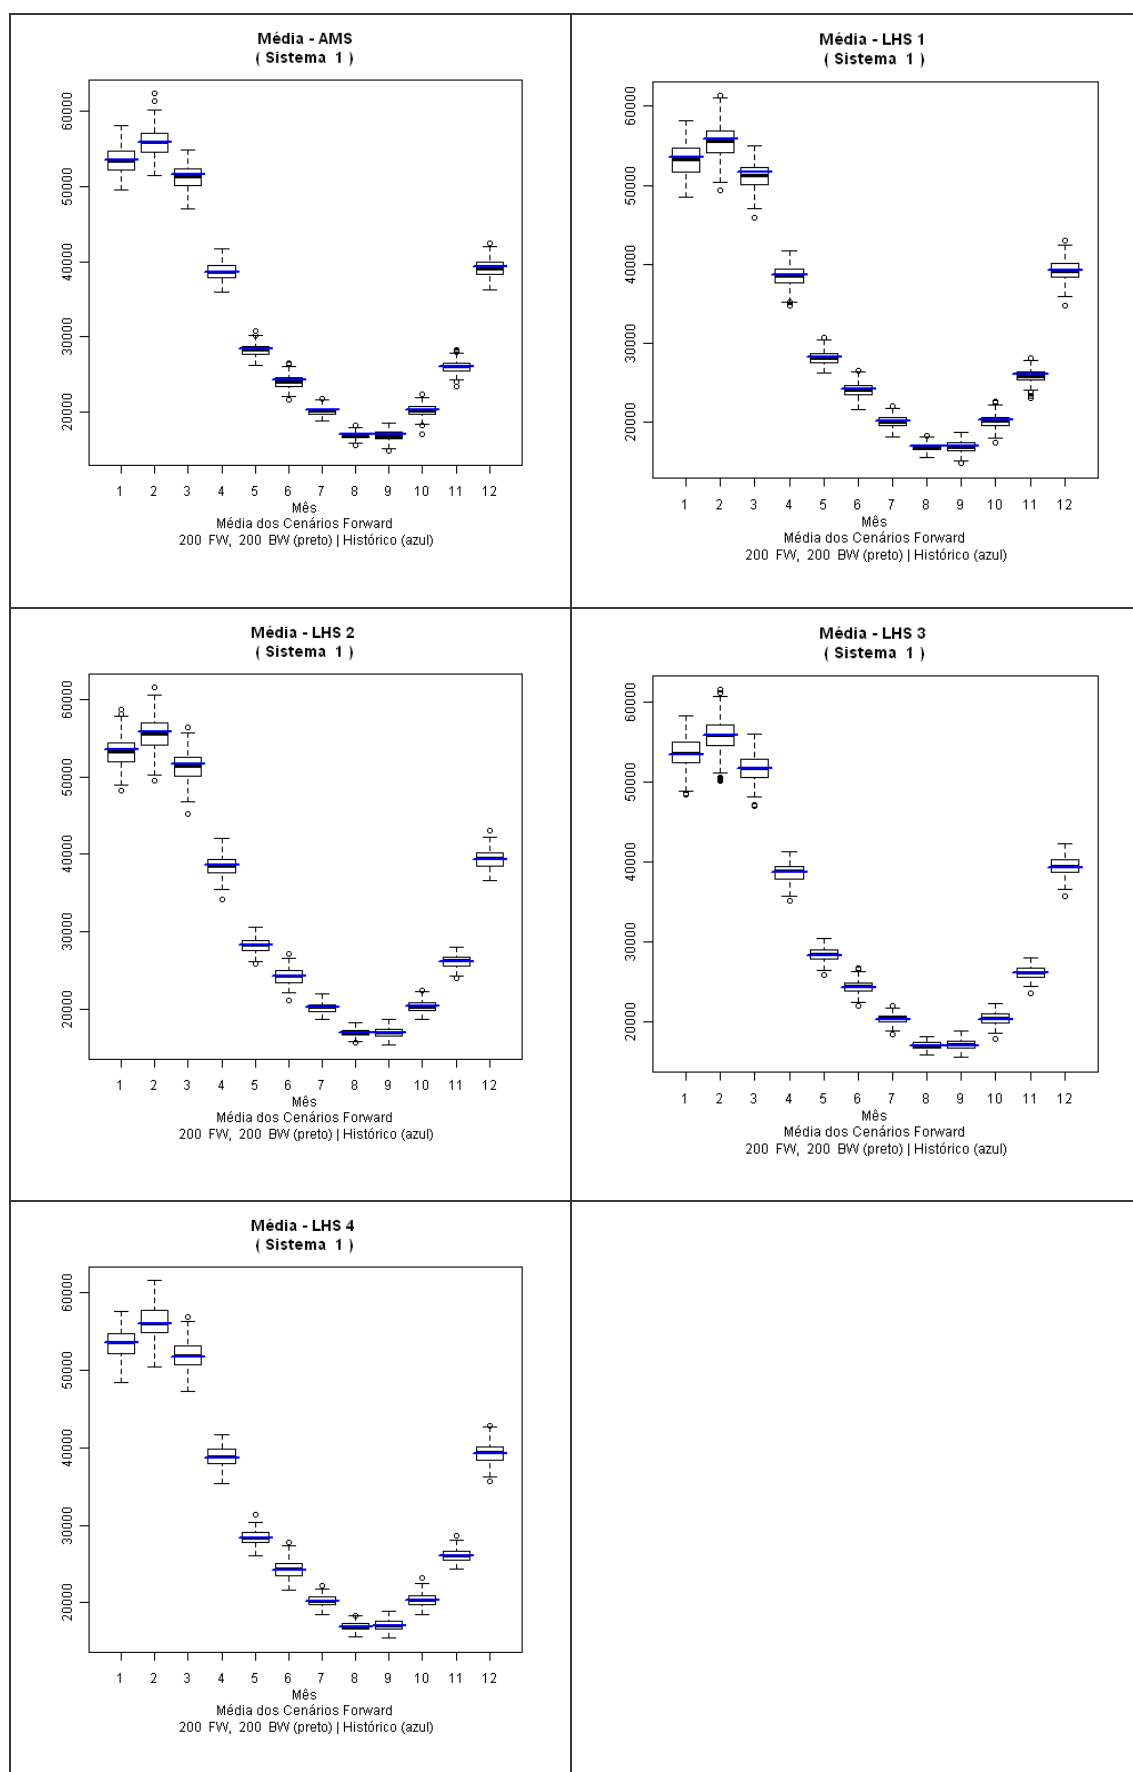 Média - AMS
( Sistema 1 )
60000
50000
40000
30000
20000
1 2 3 4 5 6 7 8 9 10 11 12
Mês
Média dos Cenários Forward
200 FW, 200 BW (preto) | Histórico (azul)
Média - LHS 1
( Sistema 1 )
60000
50000
40000
30000
20000
1 2 3 4 5 6 7 8 9 10 11 12
Mês
Média dos Cenários Forward
200 FW, 200 BW (preto) | Histórico (azul)
Média - LHS 2
( Sistema 1 )
60000
50000
40000
30000
20000
1 2 3 4 5 6 7 8 9 10 11 12
Mês
Média dos Cenários Forward
200 FW, 200 BW (preto) | Histórico (azul)
Média - LHS 3
( Sistema 1 )
60000
50000
40000
30000
20000
1 2 3 4 5 6 7 8 9 10 11 12
Mês
Média dos Cenários Forward
200 FW, 200 BW (preto) | Histórico (azul)
Média - LHS 4
( Sistema 1 )
60000
50000
40000
30000
20000
1 2 3 4 5 6 7 8 9 10 11 12
Mês
Média dos Cenários Forward
200 FW, 200 BW (preto) | Histórico (azul)